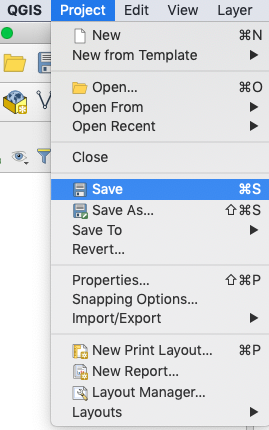 QGIS Project Edit View Layer
New ⌘N
New from Template
Open... ⌘O
Open From
Open Recent
Close
Save ⌘S
Save As... ⇧⌘S
Save To
Revert...
Properties... ⇧⌘P
Snapping Options...
Import/Export
New Print Layout... ⌘P
New Report...
Layout Manager...
Layouts